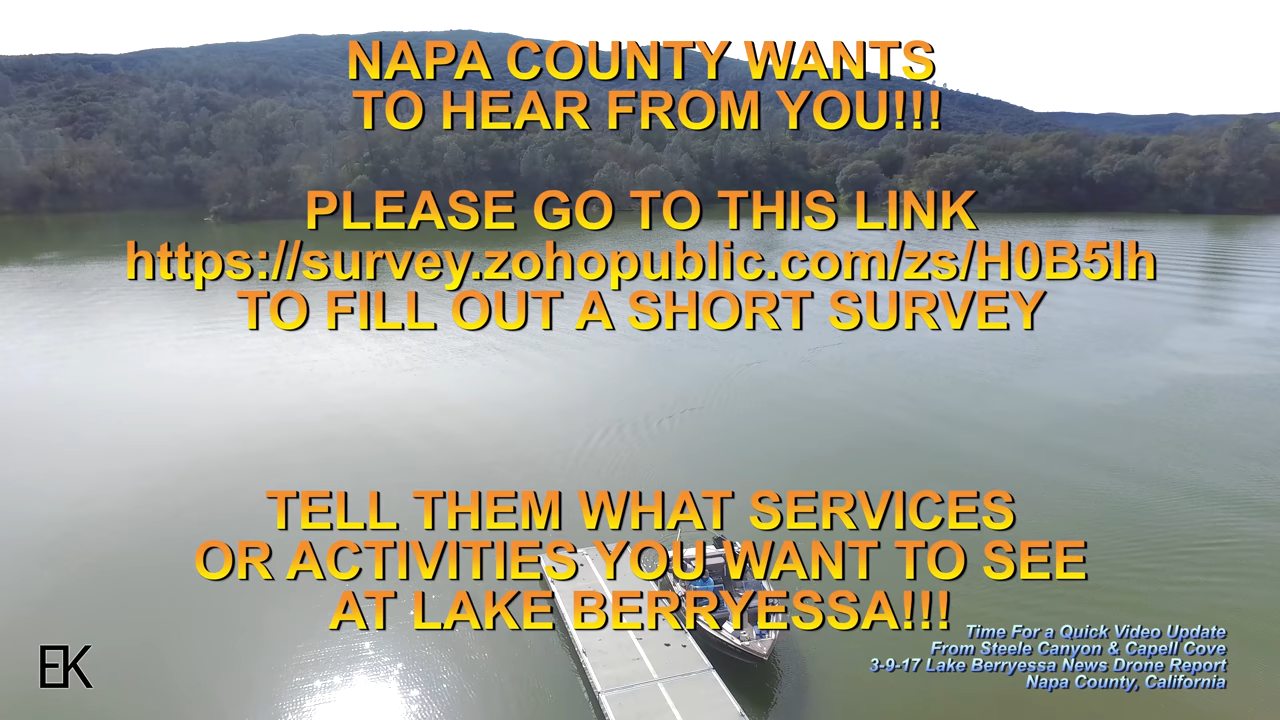 NAPA COUNTY WANTS
TO HEAR FROM YOU!!!
PLEASE GO TO THIS LINK
https://survey.zohopublic.com/zs/H0B5lh
TO FILL OUT A SHORT SURVEY
TELL THEM WHAT SERVICES
OR ACTIVITIES YOU WANT TO SEE
AT LAKE BERRYESSA!!!
Time For a Quick Video Update
From Steele Canyon & Capell Cove
3-9-17 Lake Berryessa News Drone Report
Napa County, California
EK